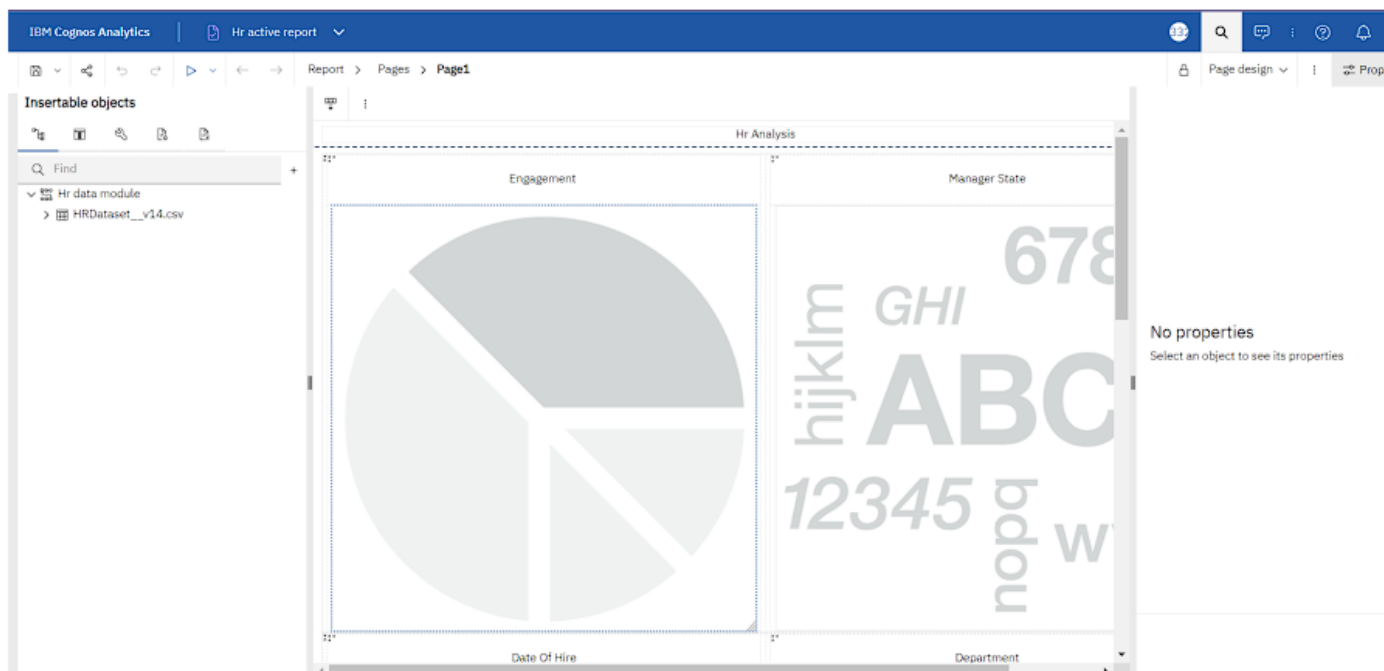 IBM Cognos Analytics Hr active report
Report > Pages > Page1 Page design Prop
Insertable objects
Find
Hr data module
HRDataset__v14.csv
Hr Analysis
Engagement
Manager State
678
GHI
hijklm
ABC
12345
nopq
w
No properties
Select an object to see its properties
Date Of Hire
Department